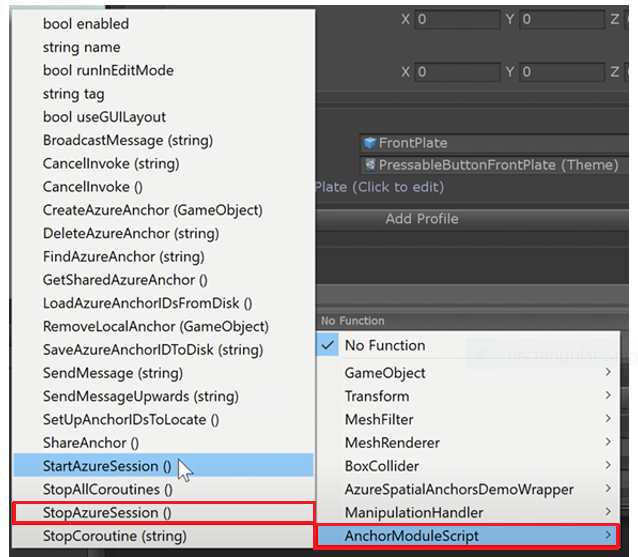 bool enabled
string name
bool runInEditMode
string tag
bool useGUILayout
BroadcastMessage (string)
CancelInvoke (string)
CancelInvoke ()
CreateAzureAnchor (GameObject)
DeleteAzureAnchor (string)
FindAzureAnchor (string)
GetSharedAzureAnchor ()
LoadAzureAnchorIDsFromDisk ()
RemoveLocalAnchor (GameObject)
SaveAzureAnchorIDToDisk (string)
SendMessage (string)
SendMessageUpwards (string)
SetUpAnchorIDsToLocate ()
ShareAnchor ()
StartAzureSession ()
StopAllCoroutines ()
StopAzureSession ()
StopCoroutine (string)
X 0 Y 0 Z
X 0 Y 0 Z
FrontPlate
PressableButtonFrontPlate (Theme)
Plate (Click to edit)
Add Profile
No Function
No Function
GameObject
Transform
MeshFilter
MeshRenderer
BoxCollider
AzureSpatialAnchorsDemoWrapper
ManipulationHandler
AnchorModuleScript